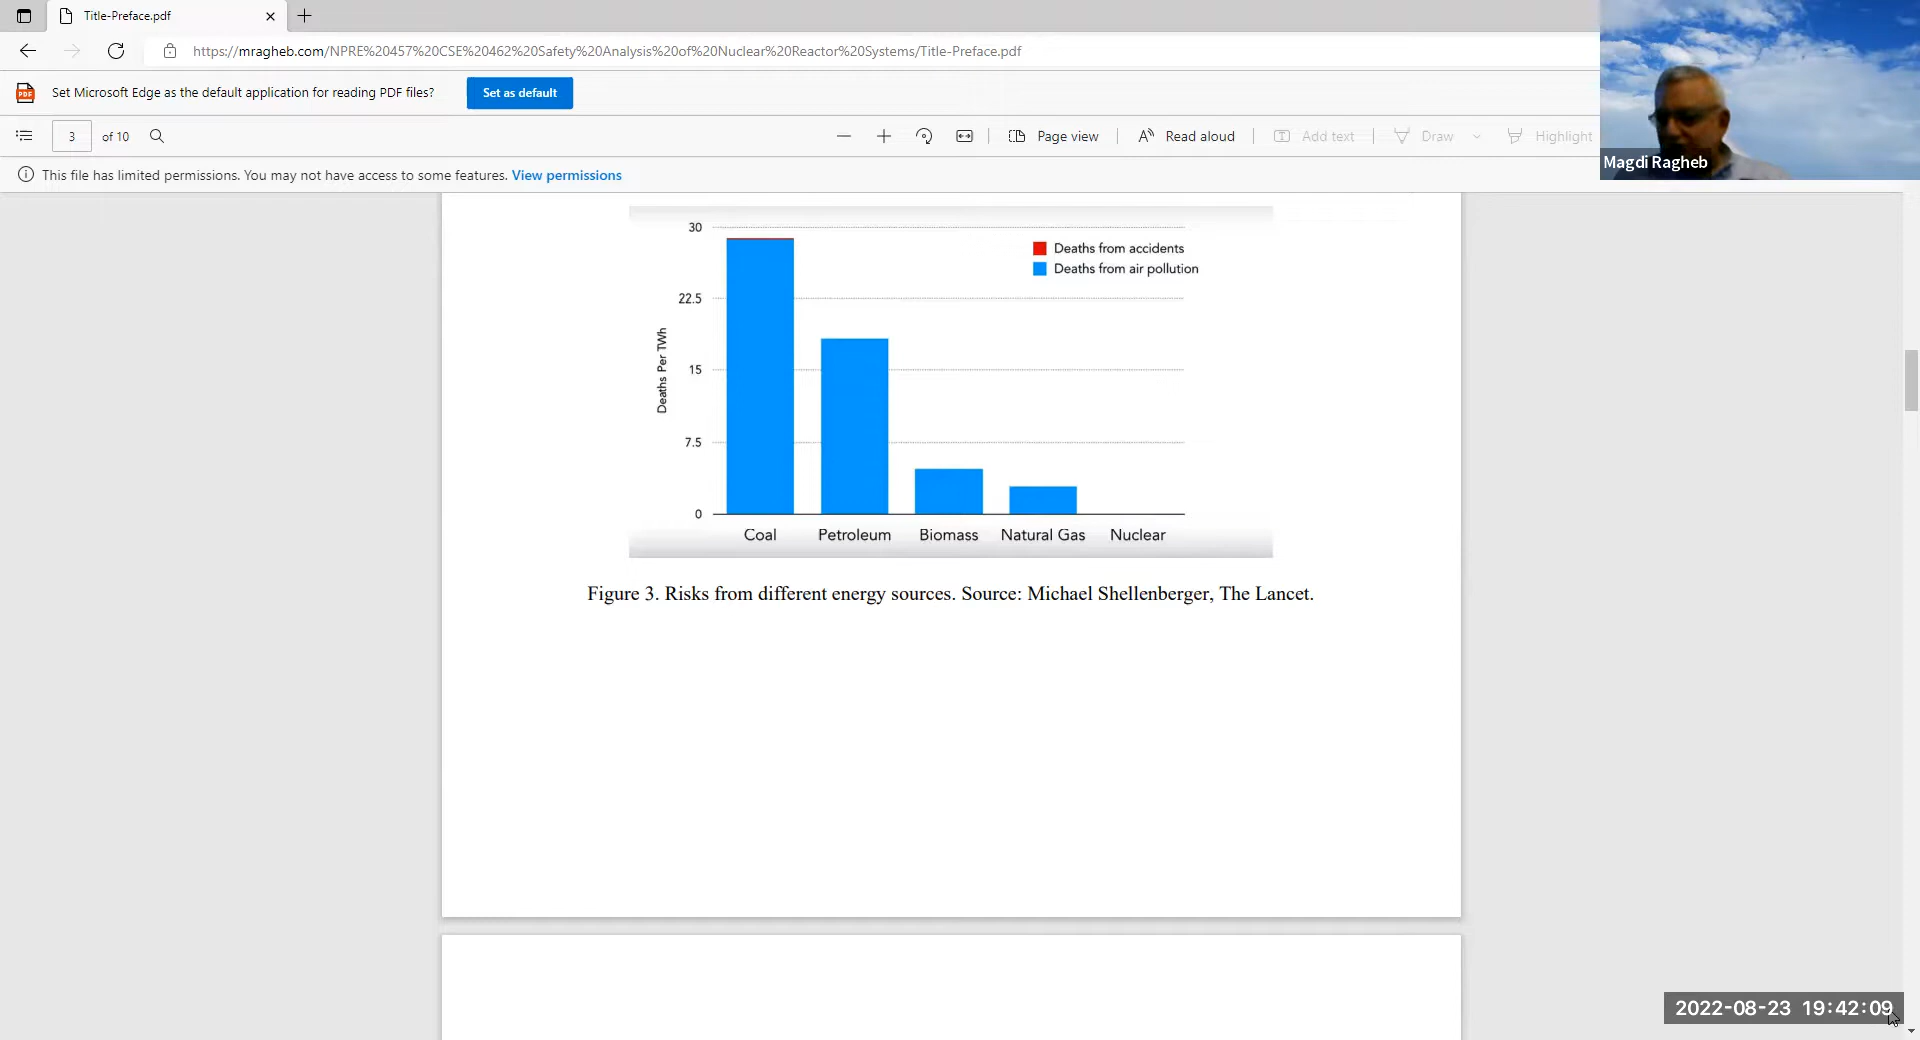 Title-Preface.pdf
https://mragheb.com/NPRE%20457%20CSE%20462%20Safety%20Analysis%20of%20Nuclear%20Reactor%20Systems/Title-Preface.pdf
PDF
Set Microsoft Edge as the default application for reading PDF files?
Set as default
3 of 10
Page view
Read aloud
Add text
Draw
Highlight
Magdi Ragheb
This file has limited permissions. You may not have access to some features. View permissions
30
22.5
15
7.5
0
Deaths Per TWh
Deaths from accidents
Deaths from air pollution
Coal Petroleum Biomass Natural Gas Nuclear
Figure 3. Risks from different energy sources. Source: Michael Shellenberger, The Lancet.
2022-08-23 19:42:09